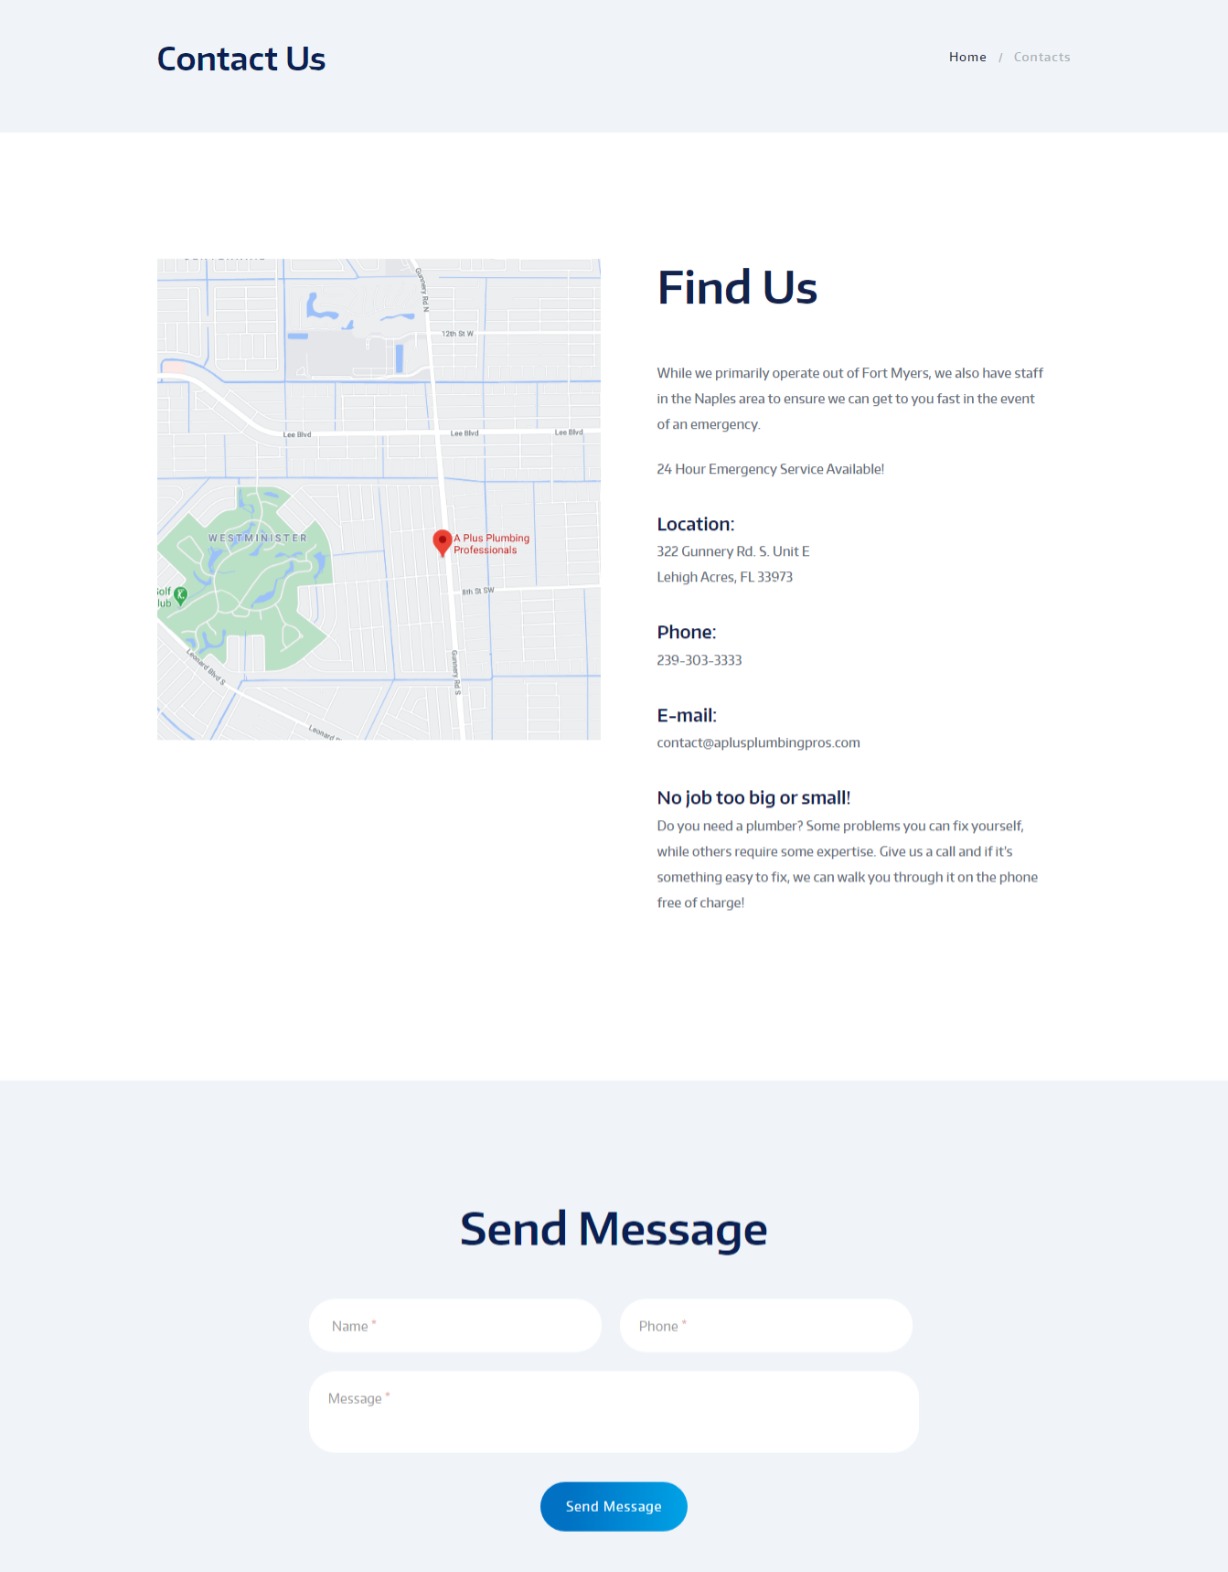 Contact Us
Home / Contacts
Gunnery Rd N
12th St W
Lee Blvd
Lee Blvd
Lee Blvd
WESTMINISTER
A Plus Plumbing
Professionals
8th St SW
Leonard Blvd S
Gunnery Rd S
Find Us
While we primarily operate out of Fort Myers, we also have staff
in the Naples area to ensure we can get to you fast in the event
of an emergency.
24 Hour Emergency Service Available!
Location:
322 Gunnery Rd. S. Unit E
Lehigh Acres, FL 33973
Phone:
239-303-3333
E-mail:
contact@aplusplumbingpros.com
No job too big or small!
Do you need a plumber? Some problems you can fix yourself,
while others require some expertise. Give us a call and if it's
something easy to fix, we can walk you through it on the phone
free of charge!
Send Message
Name *
Phone *
Message *
Send Message